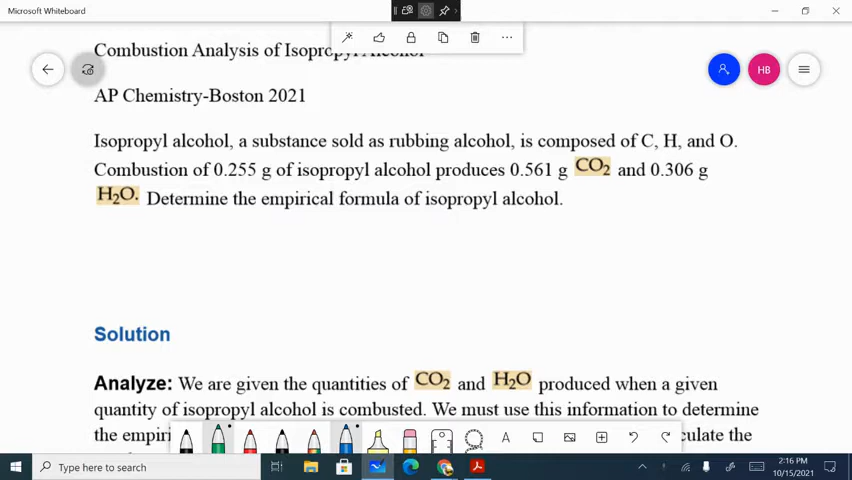 Microsoft Whiteboard
Combustion Analysis of Isopropyl Alcohol
HB
AP Chemistry-Boston 2021
Isopropyl alcohol, a substance sold as rubbing alcohol, is composed of C, H, and O.
Combustion of 0.255 g of isopropyl alcohol produces 0.561 g CO₂ and 0.306 g
H₂O. Determine the empirical formula of isopropyl alcohol.
Solution
Analyze: We are given the quantities of CO₂ and H₂O produced when a given
quantity of isopropyl alcohol is combusted. We must use this information to determine
the empiri culate the
A
Type here to search
2:16 PM
10/15/2021